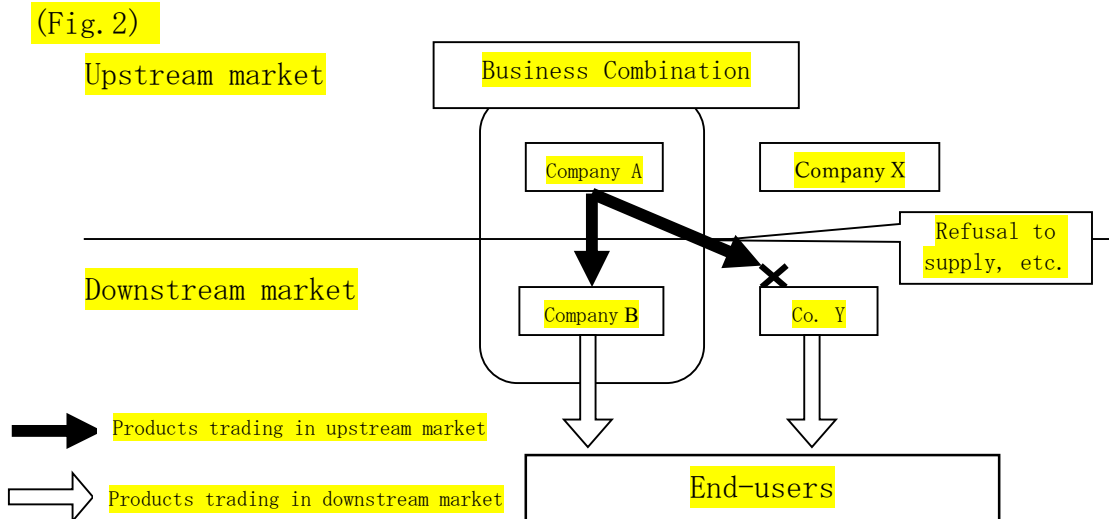 (Fig.2)
Upstream market
Business Combination
Company A
Company X
Refusal to
supply, etc.
Downstream market
Company B
Co. Y
Products trading in upstream market
Products trading in downstream market
End-users